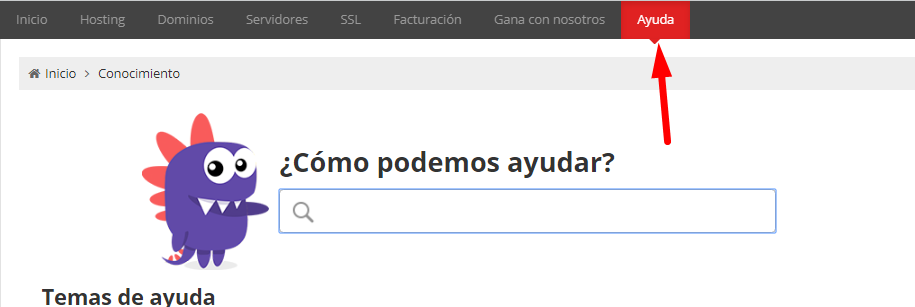 Inicio Hosting Dominios Servidores SSL Facturación Gana con nosotros Ayuda
Inicio > Conocimiento
¿Cómo podemos ayudar?
Temas de ayuda